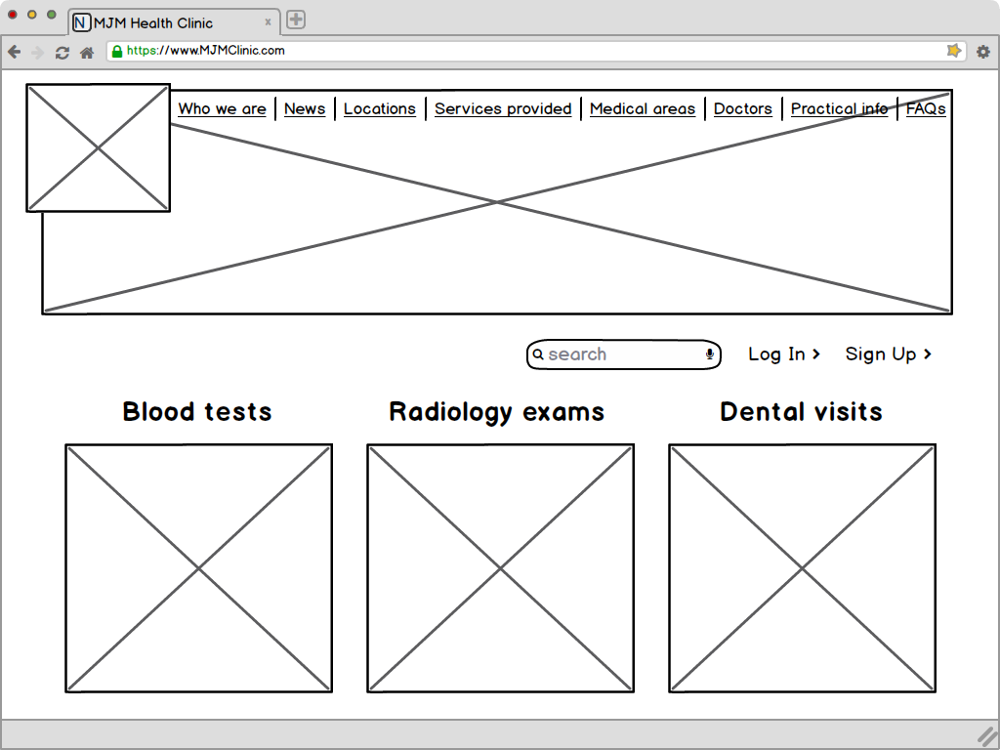 N MJM Health Clinic x
https://www.MJMClinic.com
Who we are News Locations Services provided Medical areas Doctors Practical info FAQs
search Log In Sign Up
Blood tests Radiology exams Dental visits